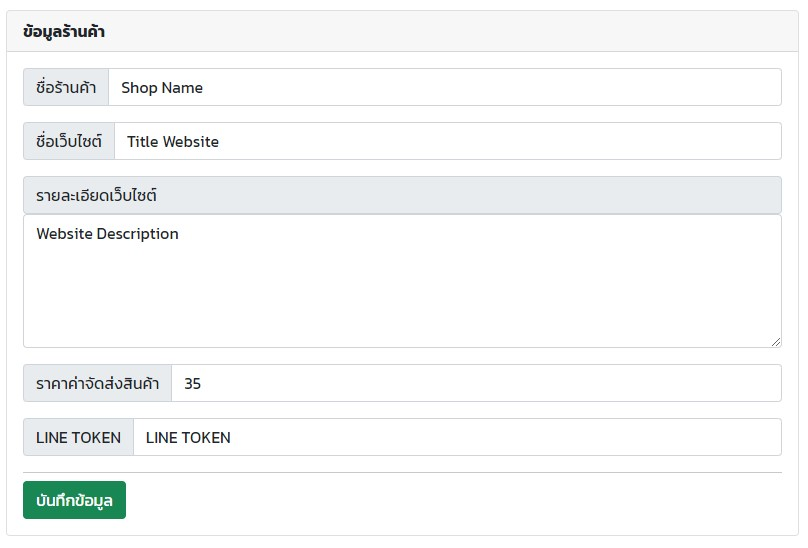 ข้อมูลร้านค้า
ชื่อร้านค้า Shop Name
ชื่อเว็บไซต์ Title Website
รายละเอียดเว็บไซต์
Website Description
ราคาค่าจัดส่งสินค้า 35
LINE TOKEN LINE TOKEN
บันทึกข้อมูล